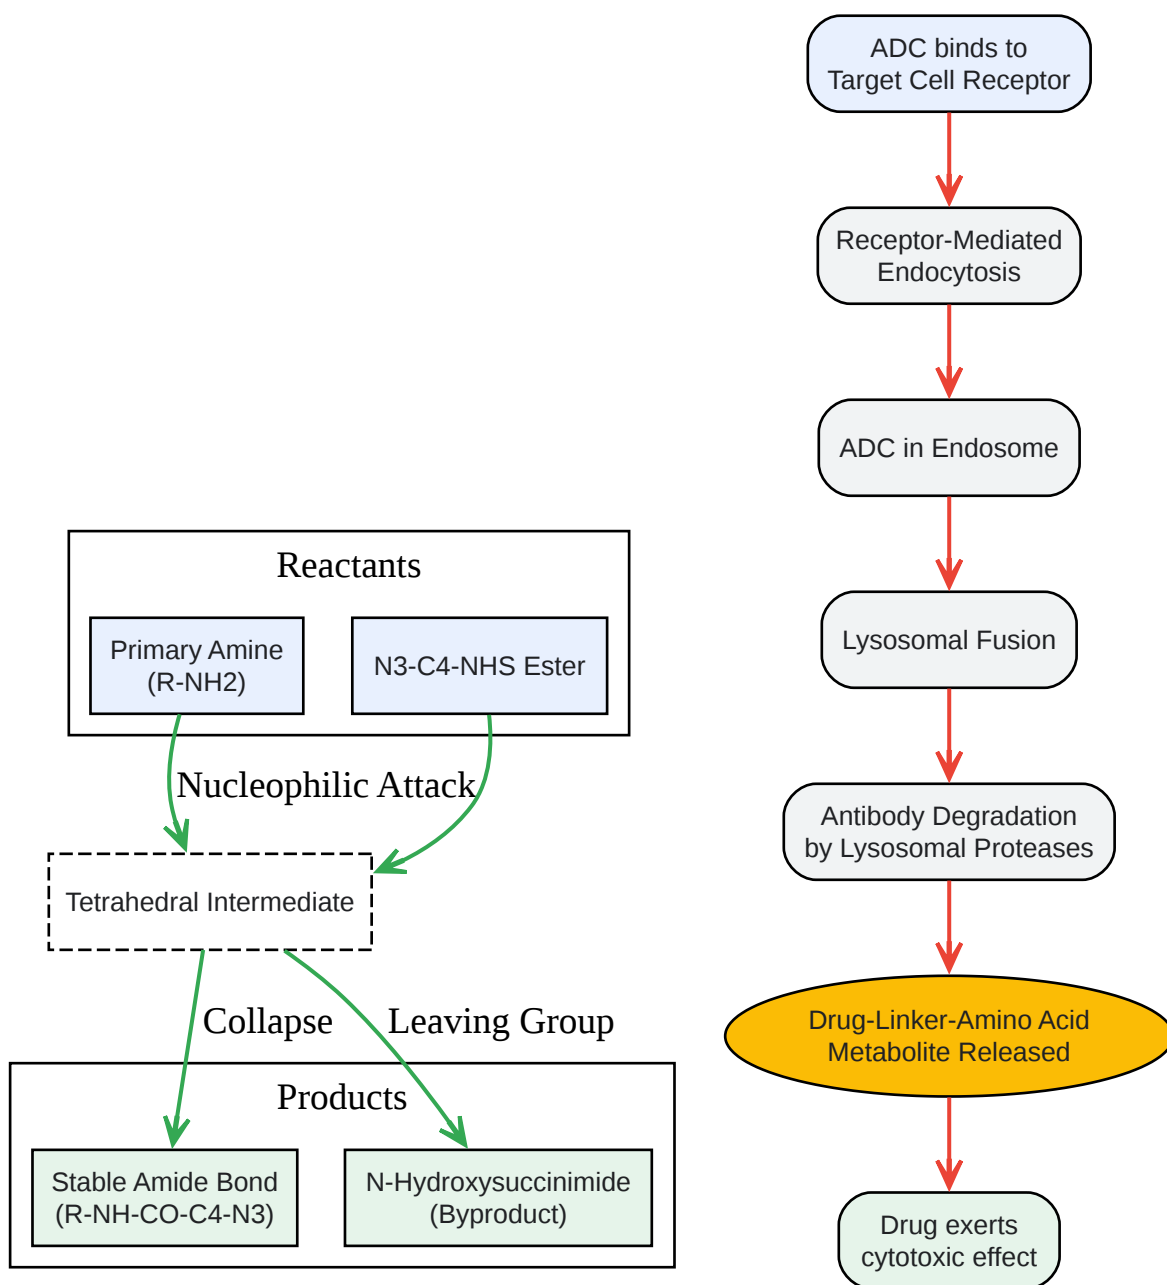 ADC binds to
Target Cell Receptor
Receptor-Mediated
Endocytosis
ADC in Endosome
Lysosomal Fusion
Antibody Degradation
by Lysosomal Proteases
Drug-Linker-Amino Acid
Metabolite Released
Drug exerts
cytotoxic effect
Reactants
Primary Amine
(R-NH2)
N3-C4-NHS Ester
Nucleophilic Attack
Tetrahedral Intermediate
Collapse
Leaving Group
Products
Stable Amide Bond
(R-NH-CO-C4-N3)
N-Hydroxysuccinimide
(Byproduct)